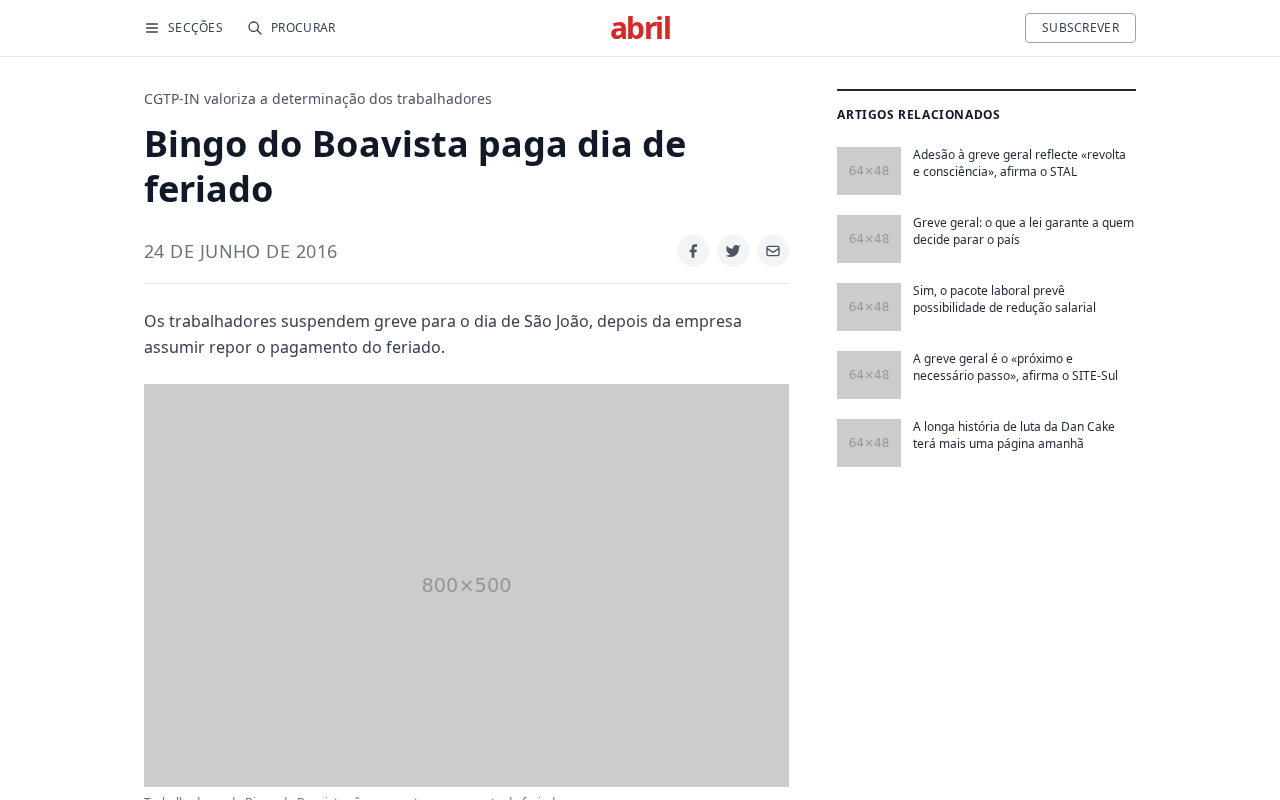 SECÇÕES
PROCURAR
abril
SUBSCREVER
CGTP-IN valoriza a determinação dos trabalhadores
Bingo do Boavista paga dia de
feriado
24 DE JUNHO DE 2016
Os trabalhadores suspendem greve para o dia de São João, depois da empresa
assumir repor o pagamento do feriado.
800×500
ARTIGOS RELACIONADOS
64×48
Adesão à greve geral reflecte «revolta
e consciência», afirma o STAL
64×48
Greve geral: o que a lei garante a quem
decide parar o país
64×48
Sim, o pacote laboral prevê
possibilidade de redução salarial
64×48
A greve geral é o «próximo e
necessário passo», afirma o SITE-Sul
64×48
A longa história de luta da Dan Cake
terá mais uma página amanhã